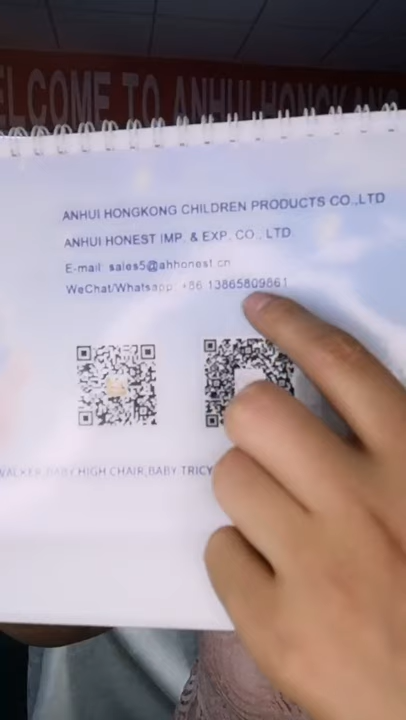 WELCOME TO ANHUI HONGKONG
ANHUI HONGKONG CHILDREN PRODUCTS CO.,LTD
ANHUI HONEST IMP. & EXP. CO., LTD.
E-mail: sales5@ahhonest.cn
WeChat/Whatsapp: +86 13865809861
WALKER,BABY HIGH CHAIR,BABY TRICY